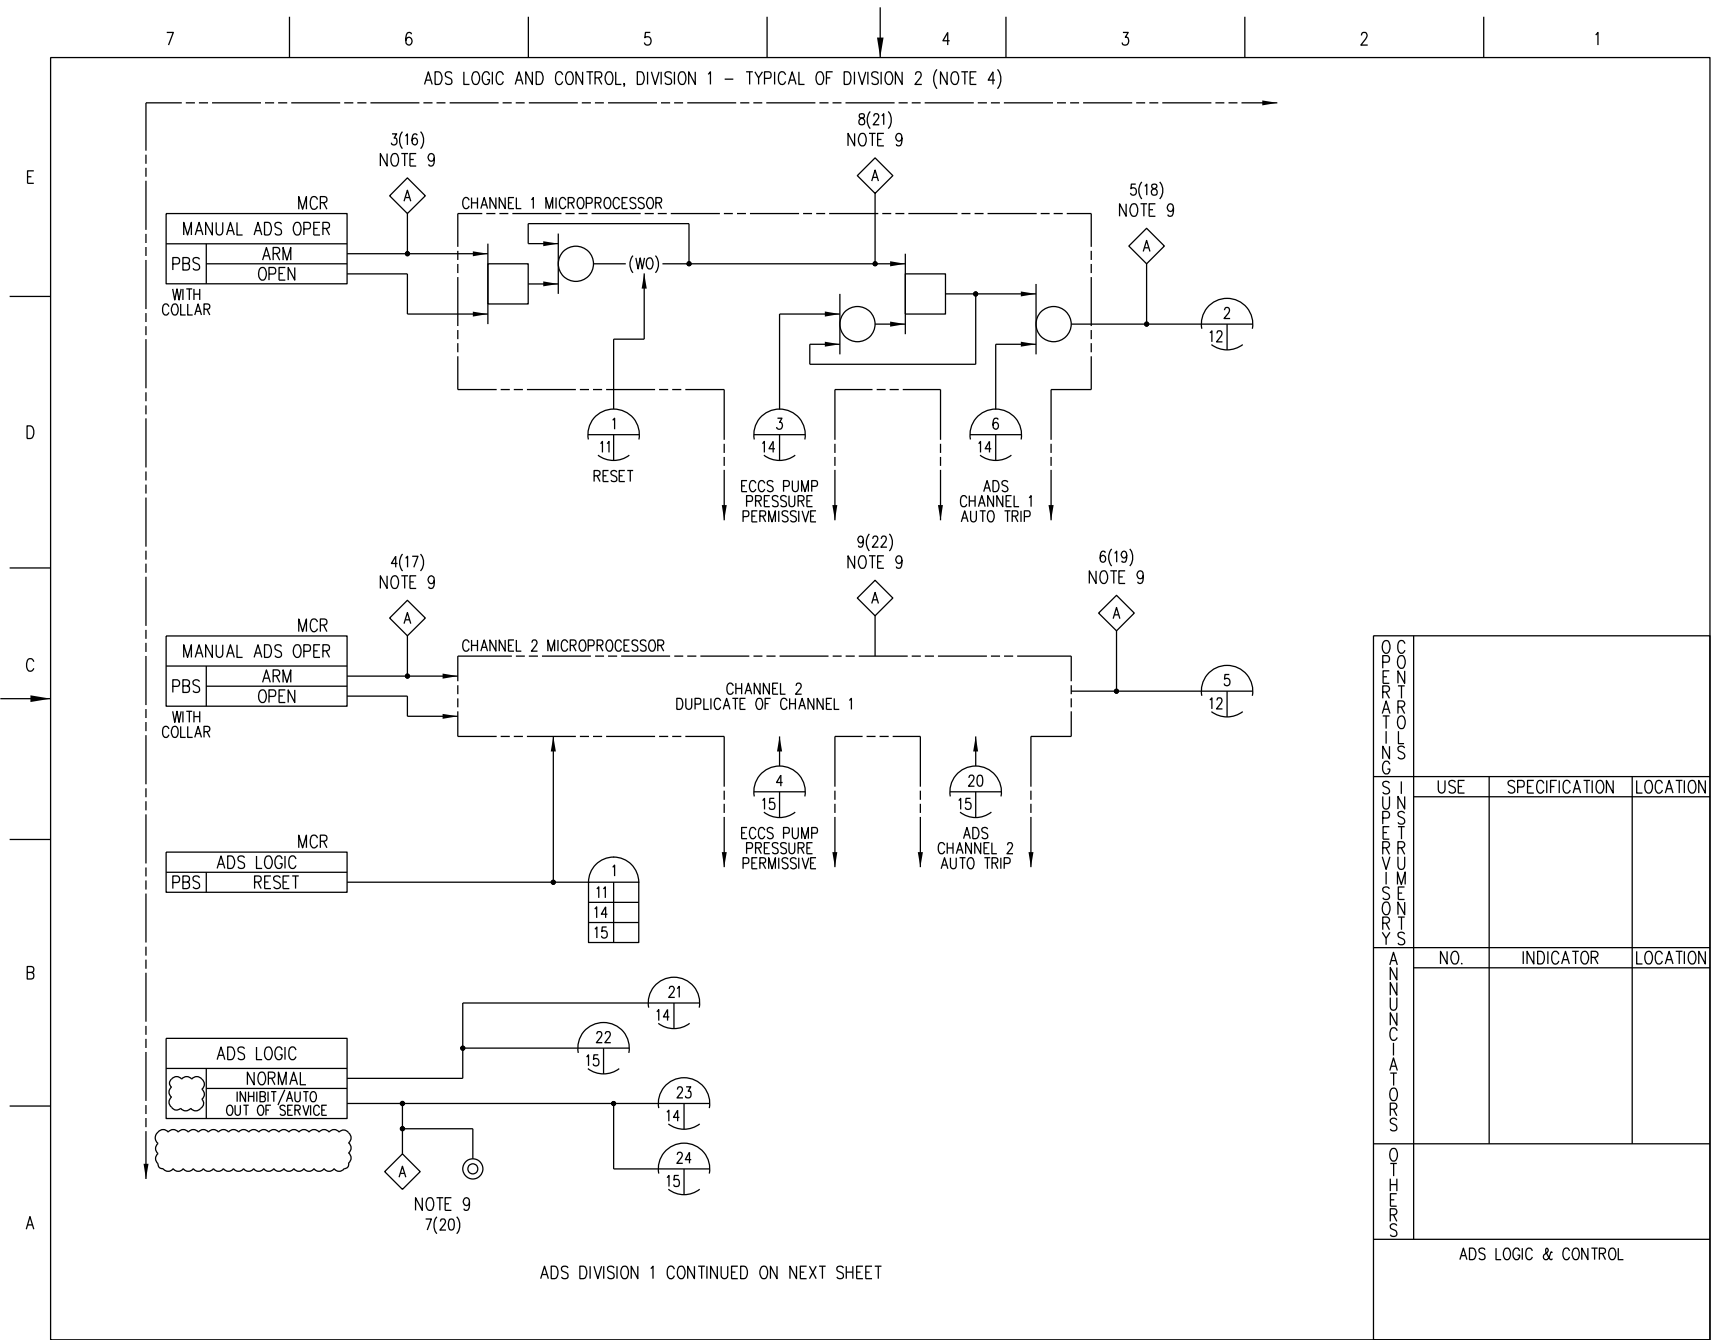 7 6 5 4 3 2 1
ADS LOGIC AND CONTROL, DIVISION 1 – TYPICAL OF DIVISION 2 (NOTE 4)
E
D
C
B
A
3(16)
NOTE 9
A
8(21)
NOTE 9
A
5(18)
NOTE 9
A
MCR
MANUAL ADS OPER
PBS
ARM
OPEN
WITH
COLLAR
CHANNEL 1 MICROPROCESSOR
(WO)
2
12
1
11
RESET
3
14
ECCS PUMP
PRESSURE
PERMISSIVE
6
14
ADS
CHANNEL 1
AUTO TRIP
4(17)
NOTE 9
A
9(22)
NOTE 9
A
6(19)
NOTE 9
A
MCR
MANUAL ADS OPER
PBS
ARM
OPEN
WITH
COLLAR
CHANNEL 2 MICROPROCESSOR
CHANNEL 2
DUPLICATE OF CHANNEL 1
5
12
4
15
ECCS PUMP
PRESSURE
PERMISSIVE
20
15
ADS
CHANNEL 2
AUTO TRIP
MCR
ADS LOGIC
PBS RESET
1
11
14
15
ADS LOGIC
NORMAL
INHIBIT/AUTO
OUT OF SERVICE
21
14
22
15
23
14
24
15
A
NOTE 9
7(20)
ADS DIVISION 1 CONTINUED ON NEXT SHEET
OPERATING
CONTROLS
SUPERVISORY
INSTRUMENTS
USE SPECIFICATION LOCATION
ANNUNCIATORS
NO. INDICATOR LOCATION
OTHERS
ADS LOGIC & CONTROL